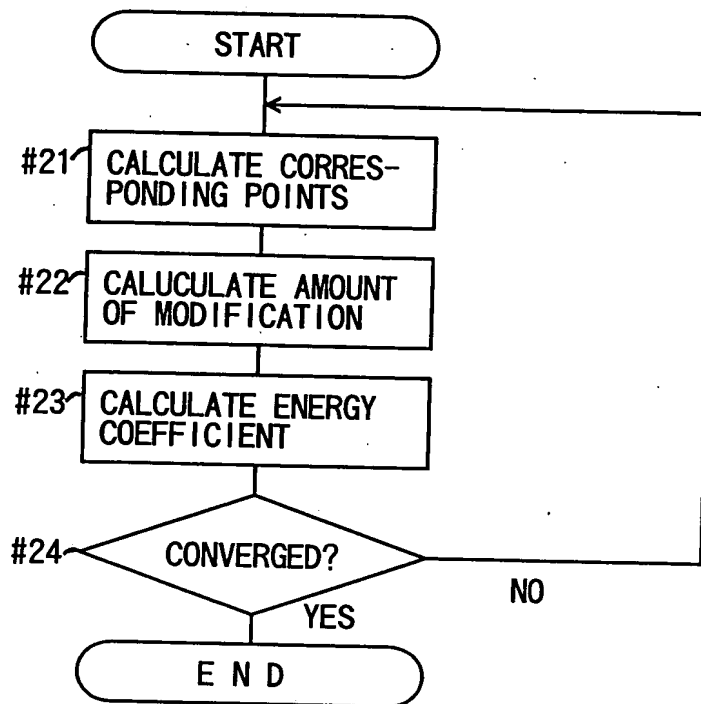 START
#21 CALCULATE CORRES-
PONDING POINTS
#22 CALUCULATE AMOUNT
OF MODIFICATION
#23 CALCULATE ENERGY
COEFFICIENT
#24 CONVERGED?
NO
YES
END